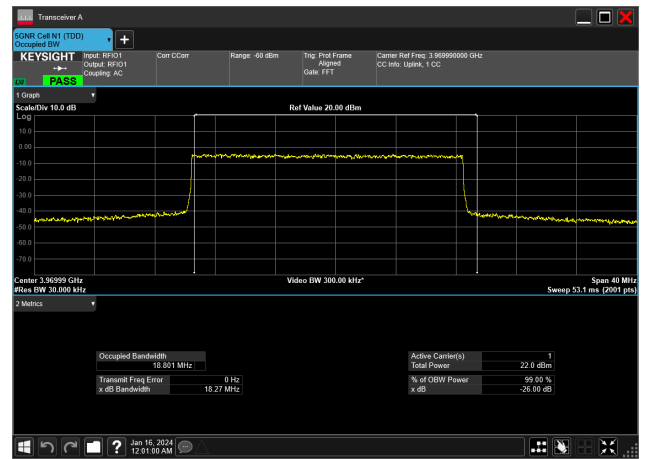 Transceiver A
5GNR Cell N1 (TDD)
Occupied BW
KEYSIGHT
LW
PASS
Input: RFIO1
Output: RFIO1
Coupling: AC
Corr CCorr
Range: -60 dBm
Trig: Prot Frame
Aligned
Gate: FFT
Carrier Ref Freq: 3.969990000 GHz
CC Info: Uplink, 1 CC
1 Graph
Scale/Div 10.0 dB
Ref Value 20.00 dBm
Log
10.0
0.00
-10.0
-20.0
-30.0
-40.0
-50.0
-60.0
-70.0
Center 3.96999 GHz
Video BW 300.00 kHz*
Span 40 MHz
#Res BW 30.000 kHz
Sweep 53.1 ms (2001 pts)
2 Metrics
Occupied Bandwidth
18.801 MHz
Active Carrier(s) 1
Total Power 22.0 dBm
Transmit Freq Error 0 Hz
x dB Bandwidth 18.27 MHz
% of OBW Power 99.00 %
x dB -26.00 dB
Jan 16, 2024
12:01:00 AM